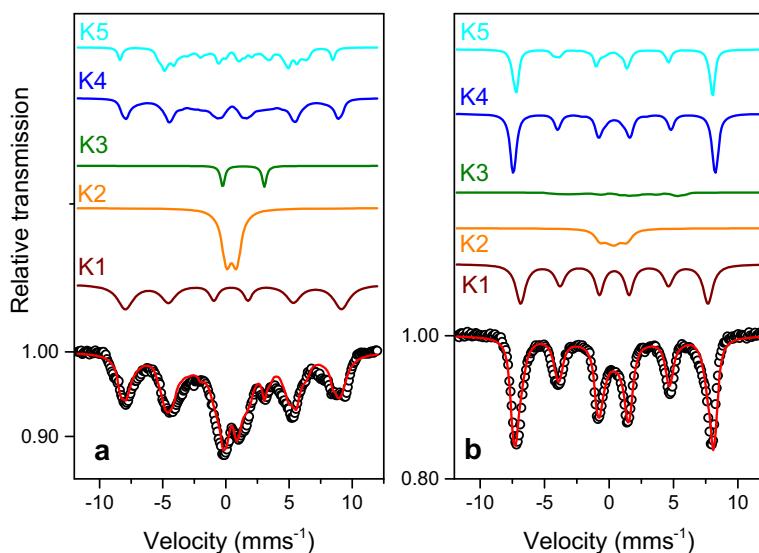 Relative transmission
K5
K4
K3
K2
K1
1.00
0.90
a
-10 -5 0 5 10
Velocity (mms-1)
K5
K4
K3
K2
K1
1.00
0.80
b
-10 -5 0 5 10
Velocity (mms-1)